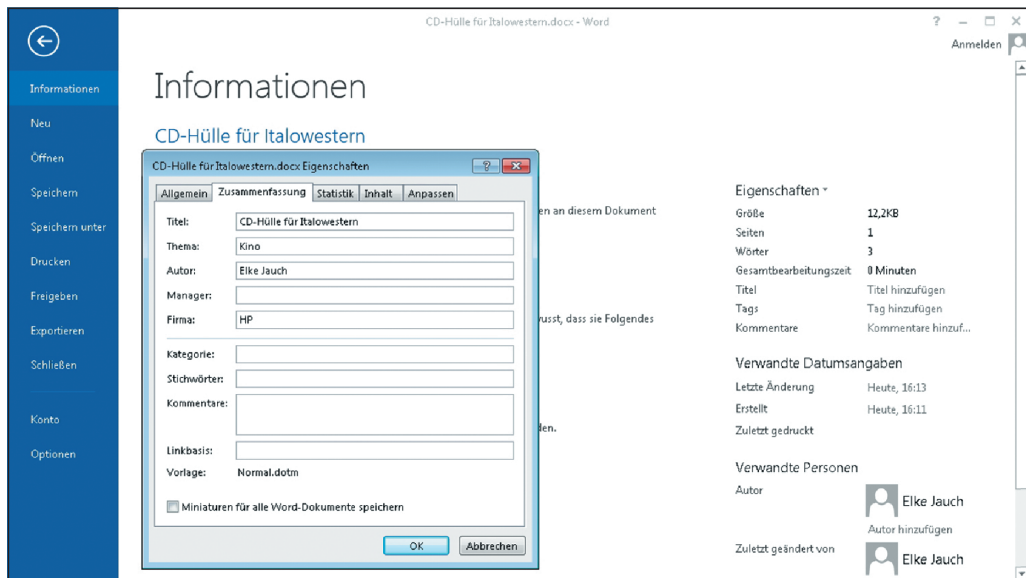 CD-Hülle für Italowestern.docx - Word
?
Anmelden
Informationen
Neu
Öffnen
Speichern
Speichern unter
Drucken
Freigeben
Exportieren
Schließen
Konto
Optionen
Informationen
CD-Hülle für Italowestern
CD-Hülle für Italowestern.docx Eigenschaften
?
Allgemein Zusammenfassung Statistik Inhalt Anpassen
Titel: CD-Hülle für Italowestern
Thema: Kino
Autor: Elke Jauch
Manager:
Firma: HP
Kategorie:
Stichwörter:
Kommentare:
Linkbasis:
Vorlage: Normal.dotm
Miniaturen für alle Word-Dokumente speichern
OK Abbrechen
en an diesem Dokument
wusst, dass sie Folgendes
den.
Eigenschaften
Größe 12,2KB
Seiten 1
Wörter 3
Gesamtbearbeitungszeit 0 Minuten
Titel Titel hinzufügen
Tags Tag hinzufügen
Kommentare Kommentare hinzuf...
Verwandte Datumsangaben
Letzte Änderung Heute, 16:13
Erstellt Heute, 16:11
Zuletzt gedruckt
Verwandte Personen
Autor
Elke Jauch
Autor hinzufügen
Zuletzt geändert von
Elke Jauch